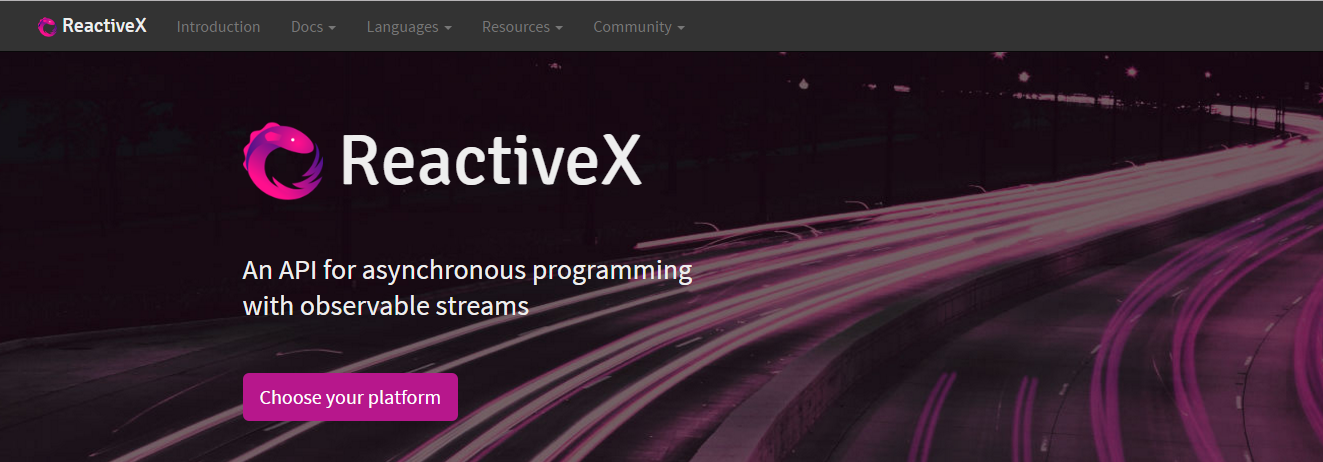 ReactiveX Introduction Docs Languages Resources Community
ReactiveX
An API for asynchronous programming
with observable streams
Choose your platform